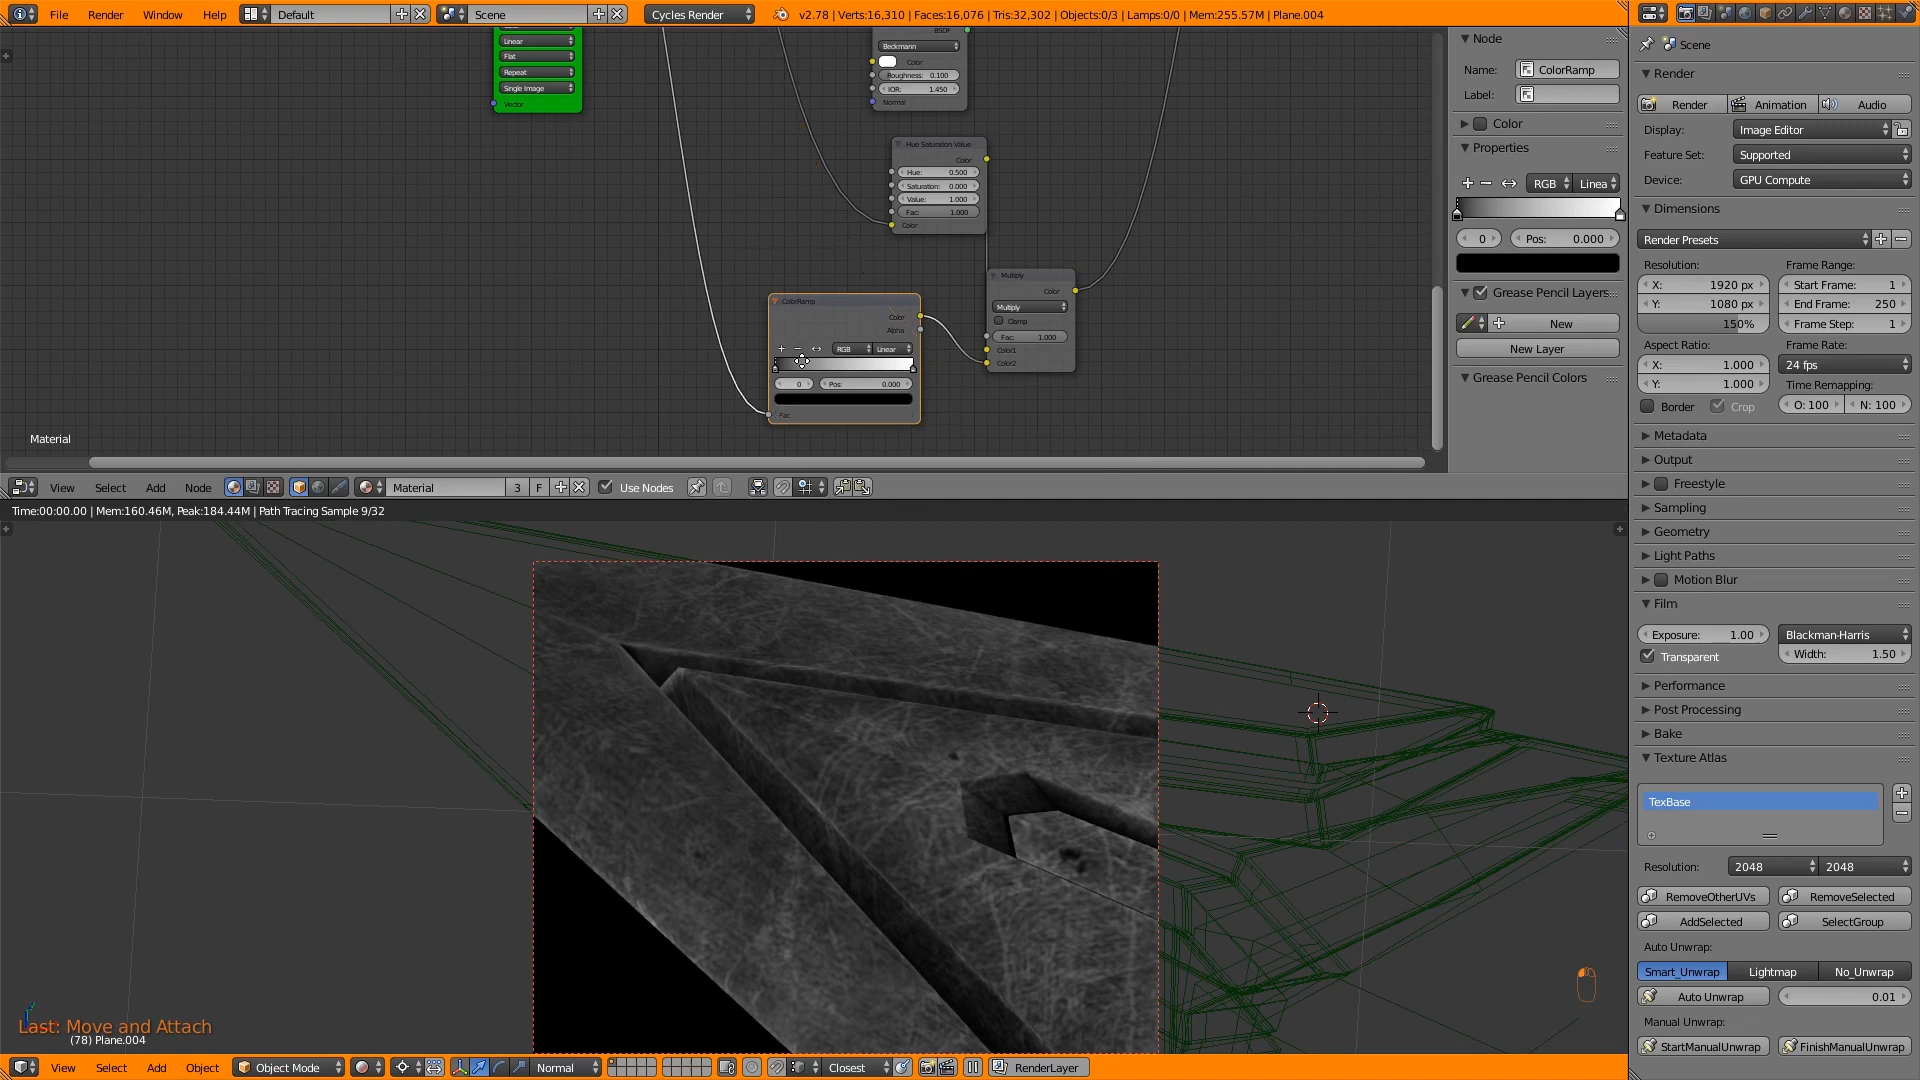 File Render Window Help Default Scene Cycles Render v2.78 | Verts:16,310 | Faces:16,076 | Tris:32,302 | Objects:0/3 | Lamps:0/0 | Mem:255.57M | Plane.004
Linear
Flat
Repeat
Single Image
Vector
BSDF
Beckmann
Color
Roughness: 0.100
IOR: 1.450
Normal
Hue Saturation Value
Color
Hue: 0.500
Saturation: 0.000
Value: 1.000
Fac: 1.000
Color
Multiply
Color
Multiply
Clamp
Fac: 1.000
Color1
Color2
ColorRamp
Color
Alpha
RGB Linear
0 Pos: 0.000
Fac
Material
Node
Name: ColorRamp
Label:
Color
Properties
RGB Linea
0 Pos: 0.000
Grease Pencil Layers
New
New Layer
Grease Pencil Colors
View Select Add Node Material 3 F Use Nodes
Time:00:00.00 | Mem:160.46M, Peak:184.44M | Path Tracing Sample 9/32
Last: Move and Attach
(78) Plane.004
View Select Add Object Object Mode Normal Closest RenderLayer
Scene
Render
Render Animation Audio
Display: Image Editor
Feature Set: Supported
Device: GPU Compute
Dimensions
Render Presets
Resolution: Frame Range:
X: 1920 px Start Frame: 1
Y: 1080 px End Frame: 250
150% Frame Step: 1
Aspect Ratio: Frame Rate:
X: 1.000 24 fps
Y: 1.000 Time Remapping:
Border Crop O: 100 N: 100
Metadata
Output
Freestyle
Sampling
Geometry
Light Paths
Motion Blur
Film
Exposure: 1.00 Blackman-Harris
Transparent Width: 1.50
Performance
Post Processing
Bake
Texture Atlas
TexBase
Resolution: 2048 2048
RemoveOtherUVs RemoveSelected
AddSelected SelectGroup
Auto Unwrap:
Smart_Unwrap Lightmap No_Unwrap
Auto Unwrap 0.01
Manual Unwrap:
StartManualUnwrap FinishManualUnwrap